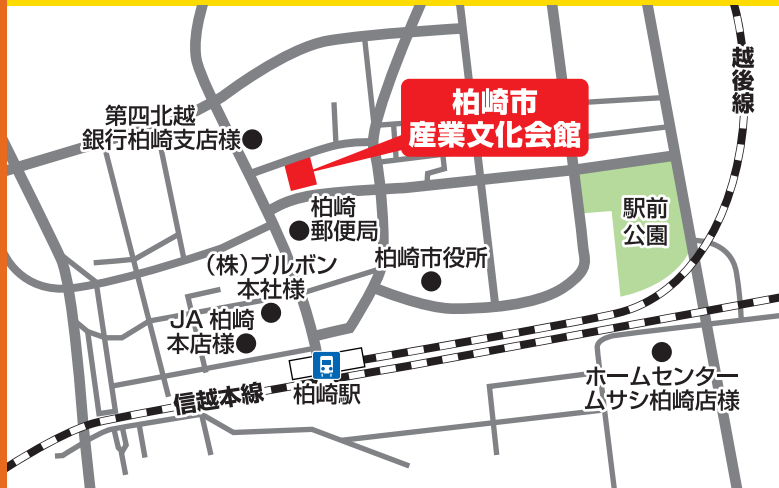 越後線
柏崎市
産業文化会館
第四北越
銀行柏崎支店様
柏崎
郵便局
駅前
公園
柏崎市役所
（株）ブルボン
本社様
JA 柏崎
本店様
柏崎駅
信越本線
ホームセンター
ムサシ柏崎店様